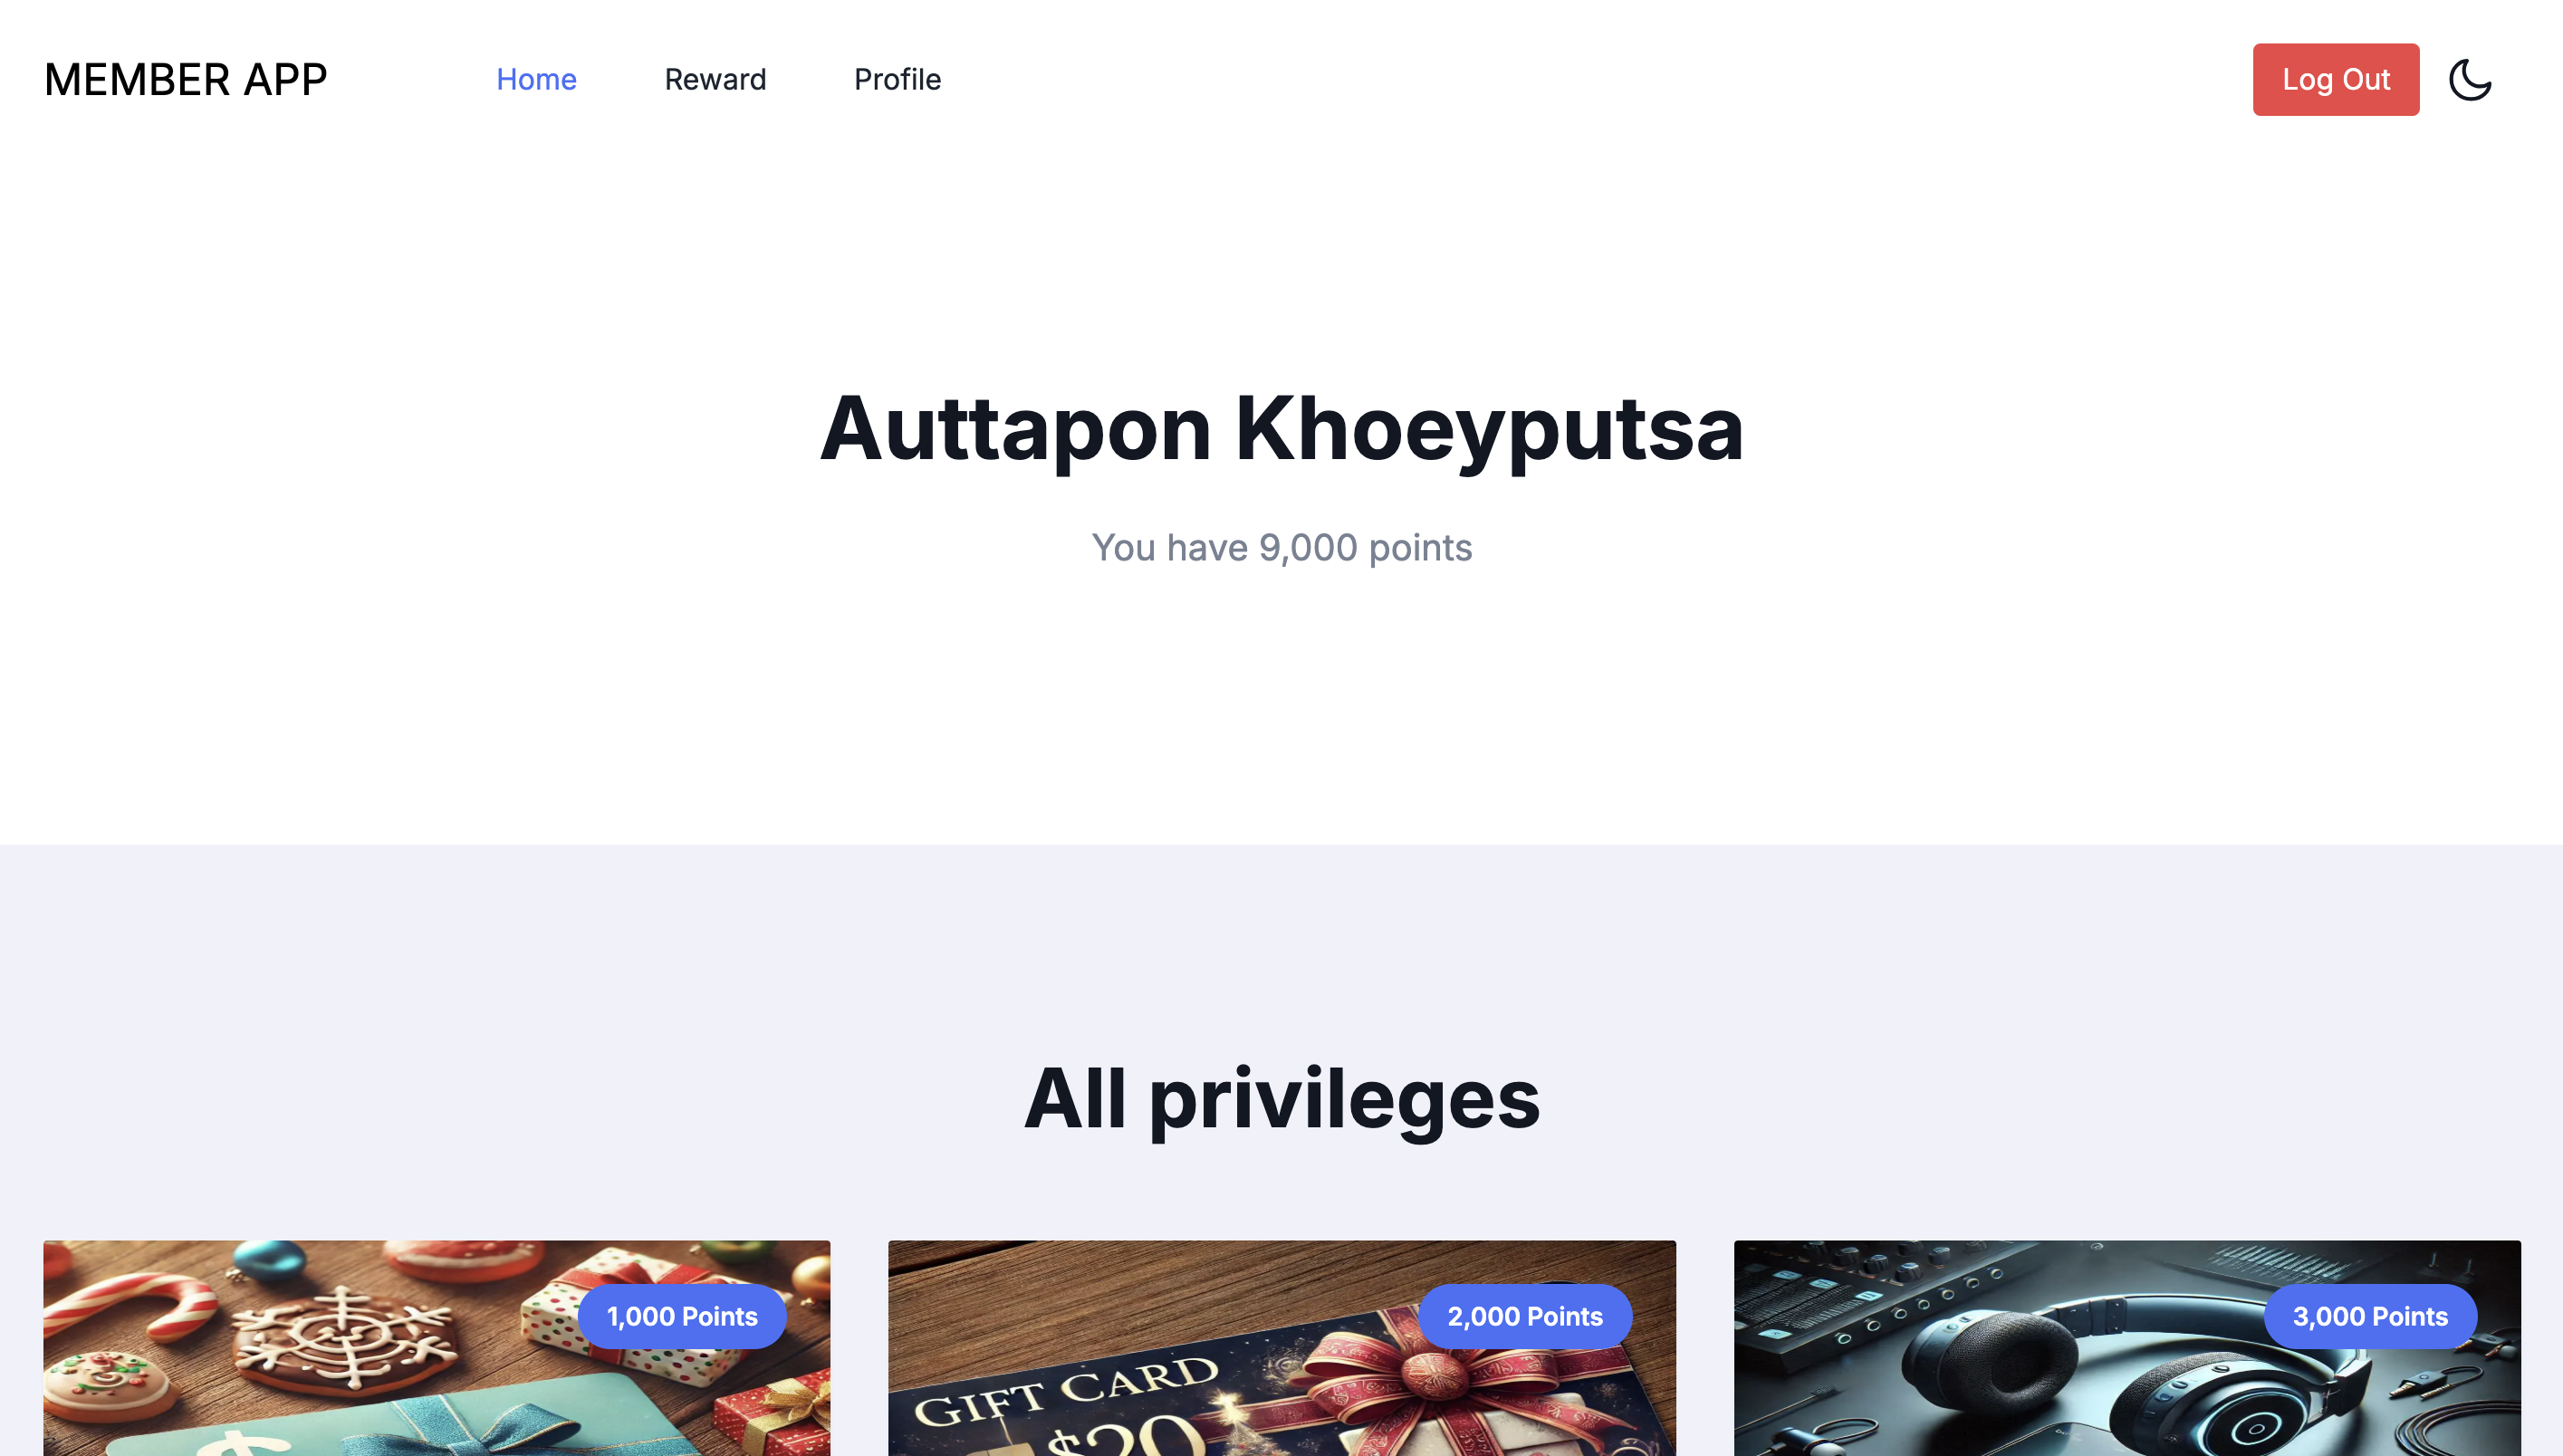 MEMBER APP
Home
Reward
Profile
Log Out
Auttapon Khoeyputsa
You have 9,000 points
All privileges
1,000 Points
2,000 Points
3,000 Points
GIFT CARD
$20
$